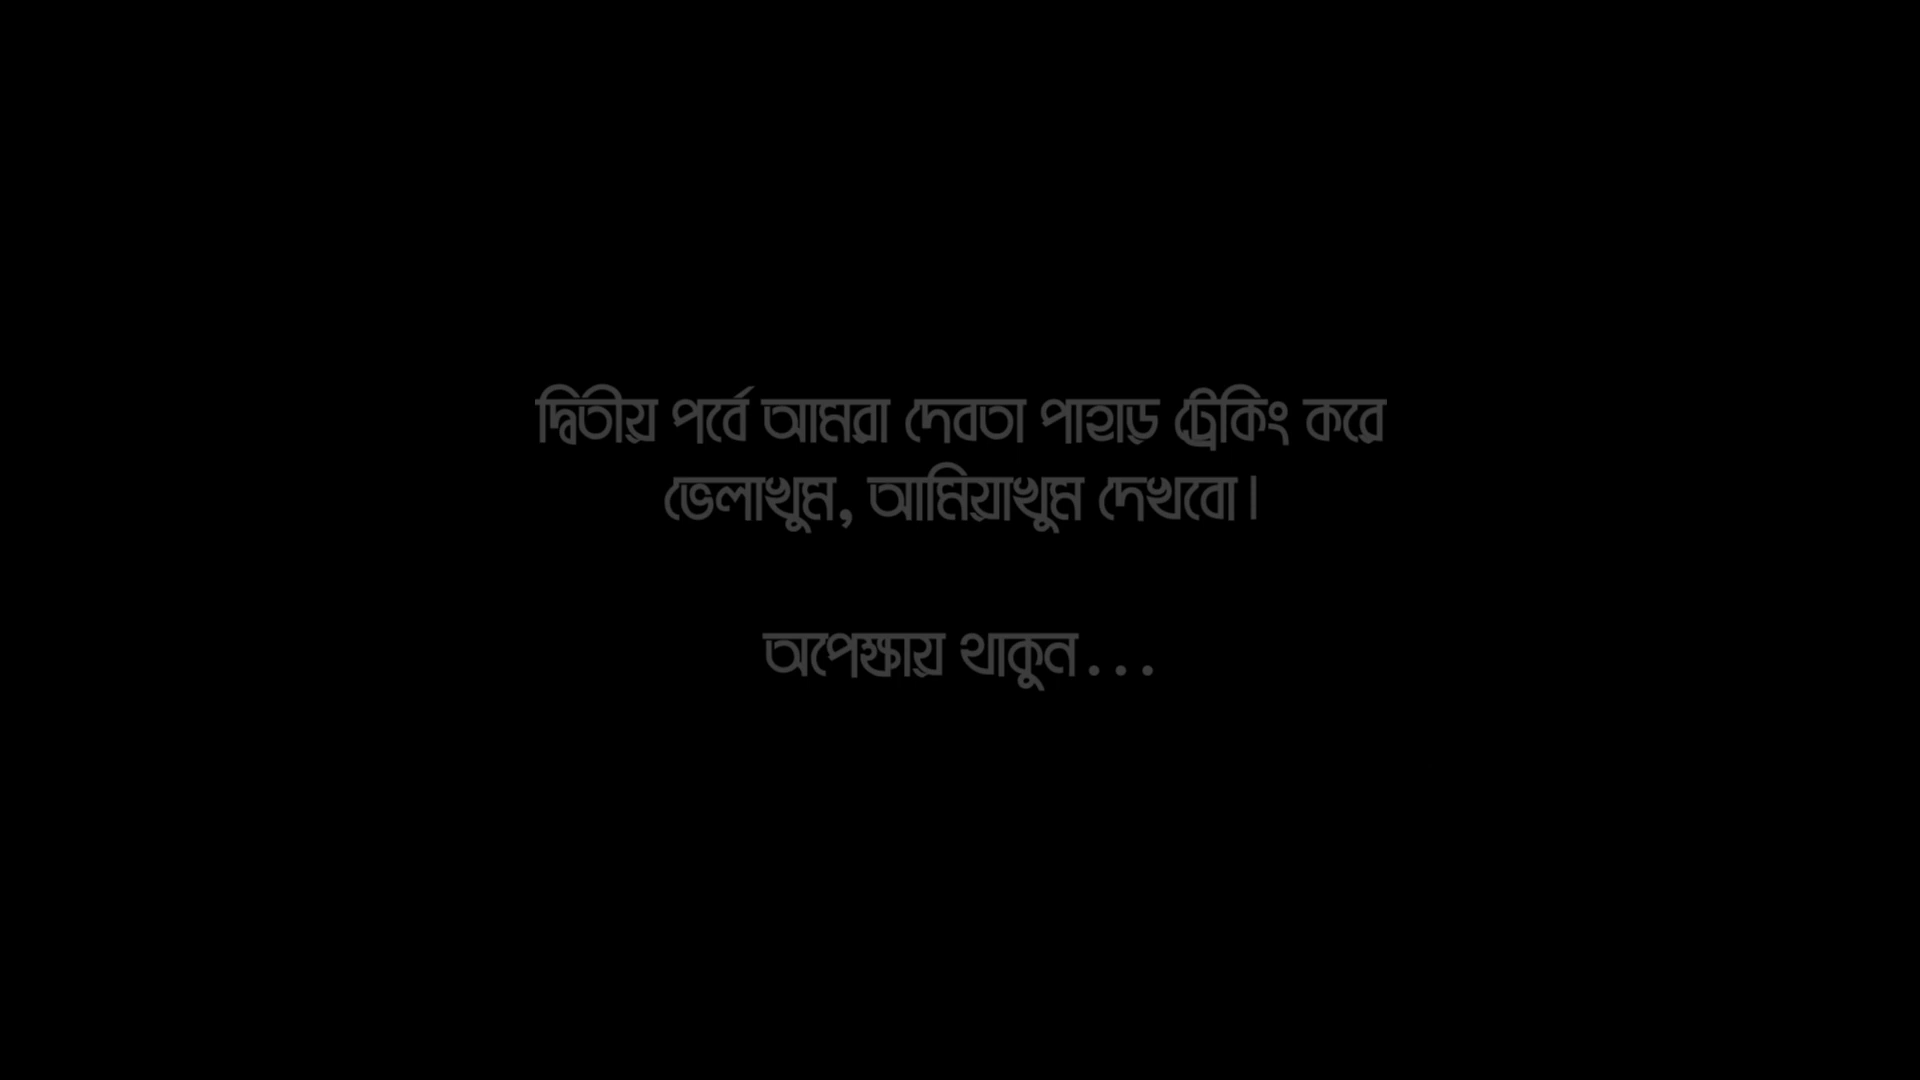 দ্বিতীয় পর্বে আমরা দেবতা পাহাড় ট্রেকিং করে
ভেলাখুম, আমিয়াখুম দেখবো।
অপেক্ষায় থাকুন...